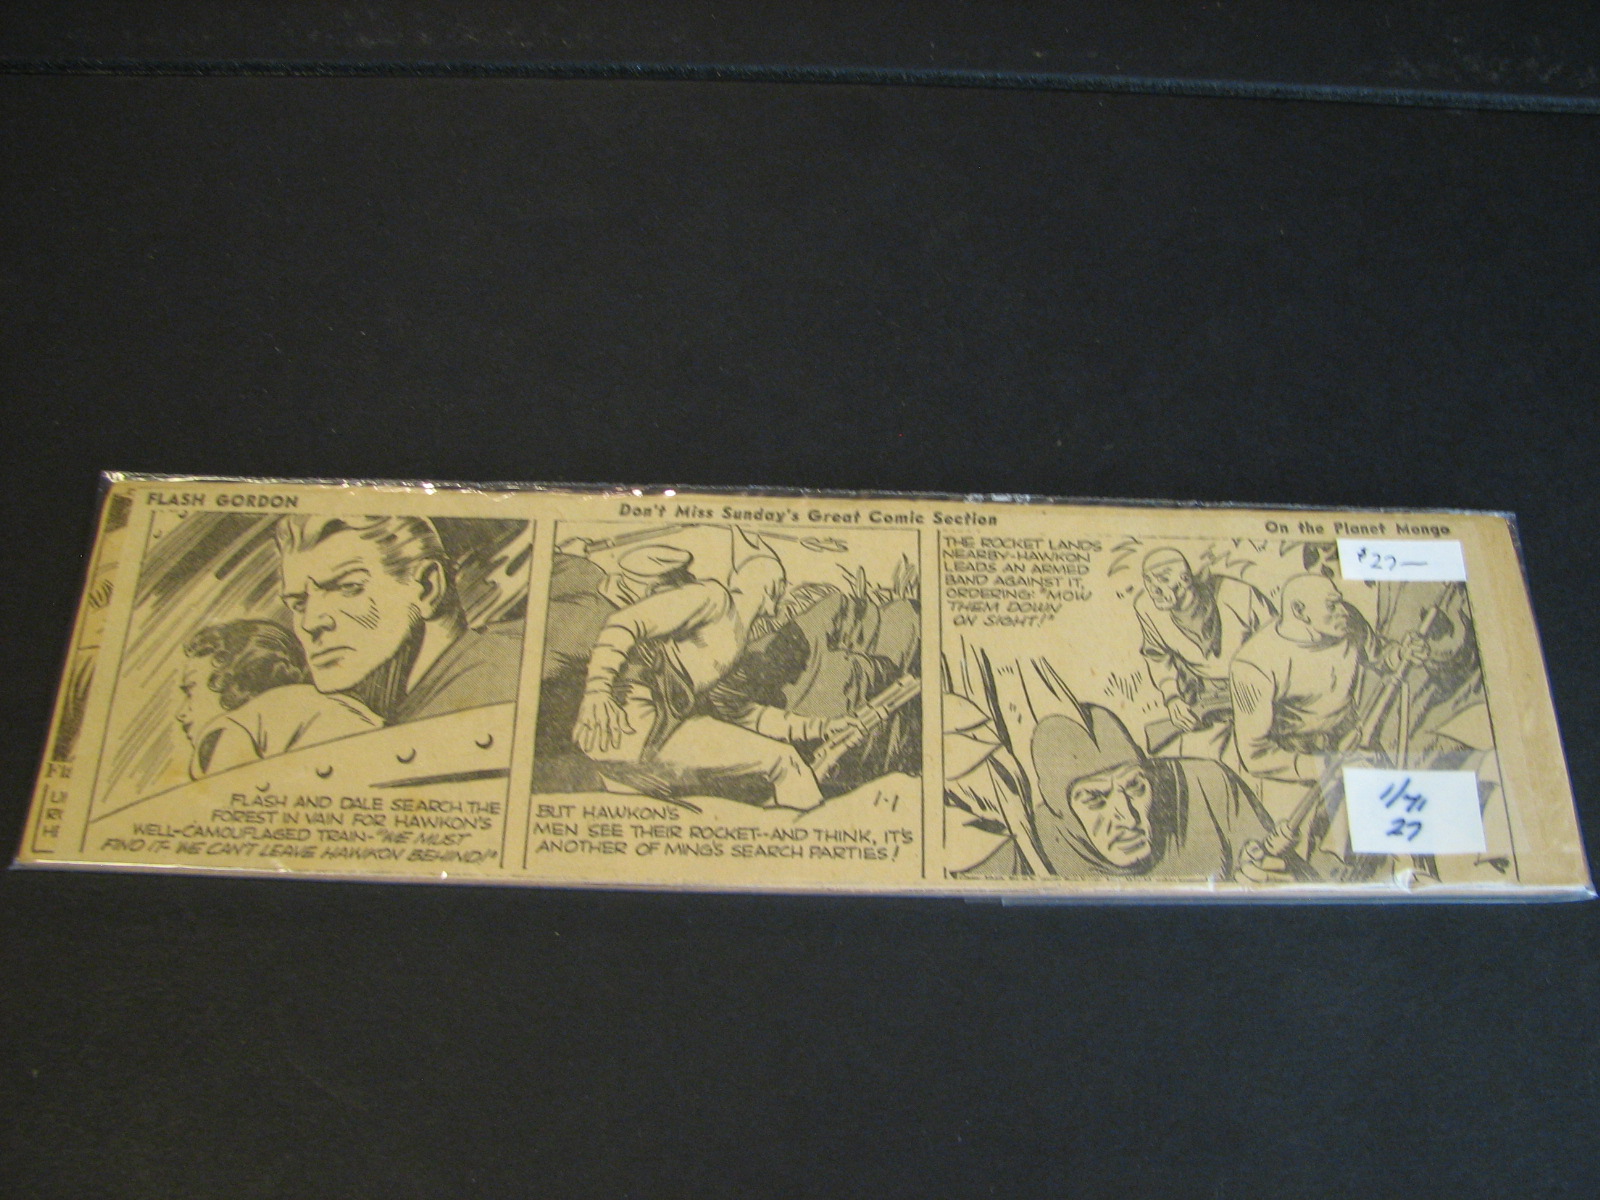 FLASH GORDON
Don't Miss Sunday's Great Comic Section
On the Planet Mongo
FLASH AND DALE SEARCH THE
FOREST IN VAIN FOR HAWKON'S
WELL-CAMOUFLAGED TRAIN- "WE MUST
FIND IT- WE CAN'T LEAVE HAWKON BEHIND!"
BUT HAWKON'S
MEN SEE THEIR ROCKET--AND THINK, IT'S
ANOTHER OF MING'S SEARCH PARTIES!
1-1
THE ROCKET LANDS
NEARBY-HAWKON
LEADS AN ARMED
BAND AGAINST IT,
ORDERING: "MOW
THEM DOWN
ON SIGHT!"
$27—
27